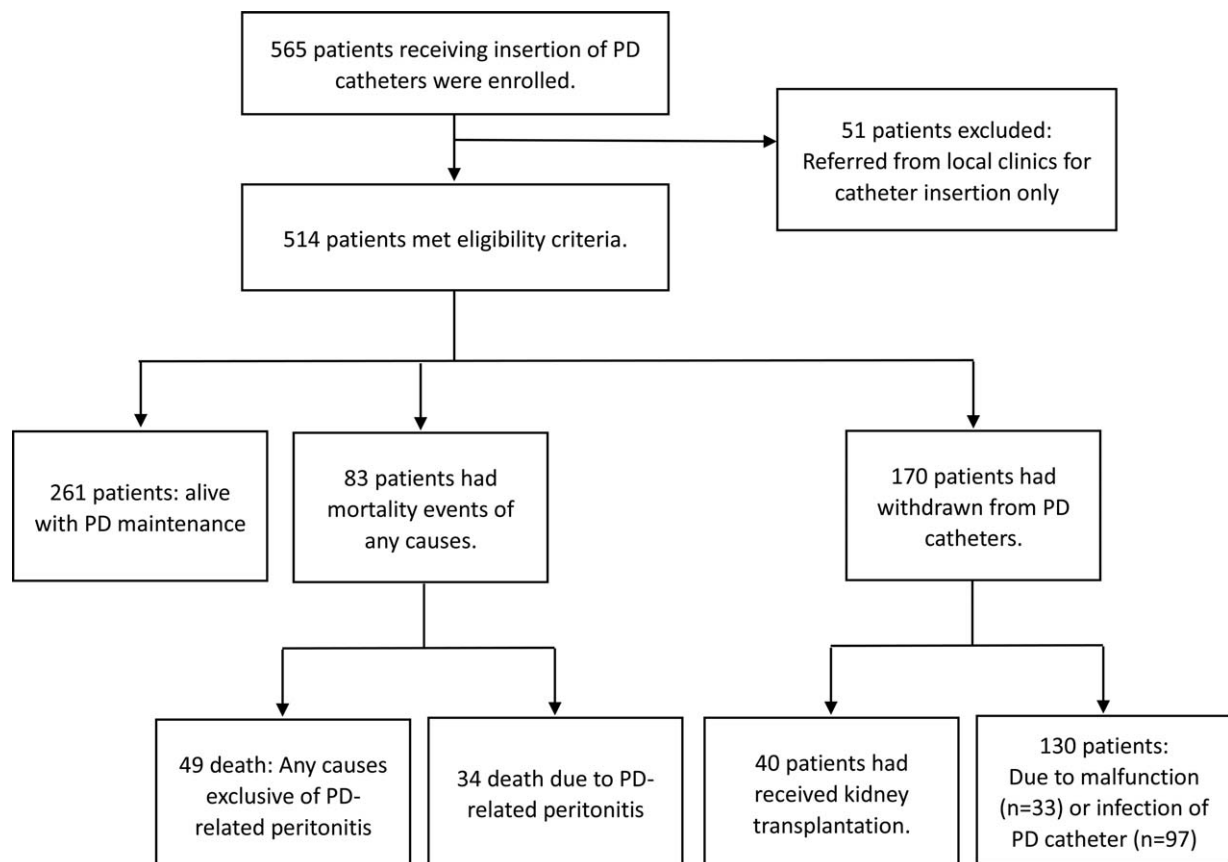 565 patients receiving insertion of PD
catheters were enrolled.
51 patients excluded:
Referred from local clinics for
catheter insertion only
514 patients met eligibility criteria.
261 patients: alive
with PD maintenance
83 patients had
mortality events of
any causes.
170 patients had
withdrawn from PD
catheters.
49 death: Any causes
exclusive of PD-
related peritonitis
34 death due to PD-
related peritonitis
40 patients had
received kidney
transplantation.
130 patients:
Due to malfunction
(n=33) or infection of
PD catheter (n=97)